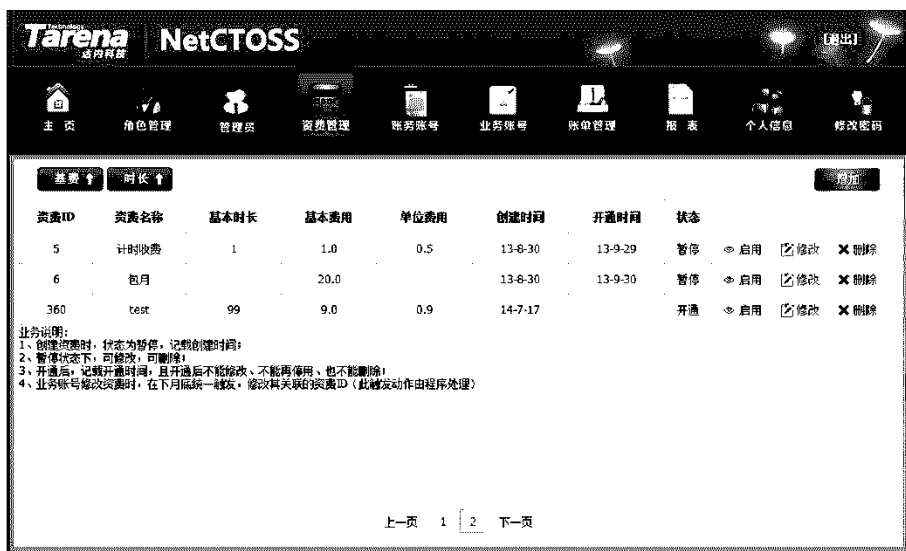 Technology
Tarena
达内科技
NetCTOSS
[退出]
主 页 角色管理 管理员 资费管理 账务账号 业务账号 账单管理 报 表 个人信息 修改密码
基费 时长 增加
资费ID 资费名称 基本时长 基本费用 单位费用 创建时间 开通时间 状态
5 计时收费 1 1.0 0.5 13-8-30 13-9-29 暂停 启用 修改 删除
6 包月 20.0 13-8-30 13-9-30 暂停 启用 修改 删除
360 test 99 9.0 0.9 14-7-17 开通 启用 修改 删除
业务说明:
1、创建资费时,状态为暂停,记载创建时间;
2、暂停状态下,可修改,可删除;
3、开通后,记载开通时间,且开通后不能修改、不能再停用、也不能删除;
4、业务账号修改资费时,在下月底统一触发,修改其关联的资费ID(此触发动作由程序处理)
上一页 1 2 下一页